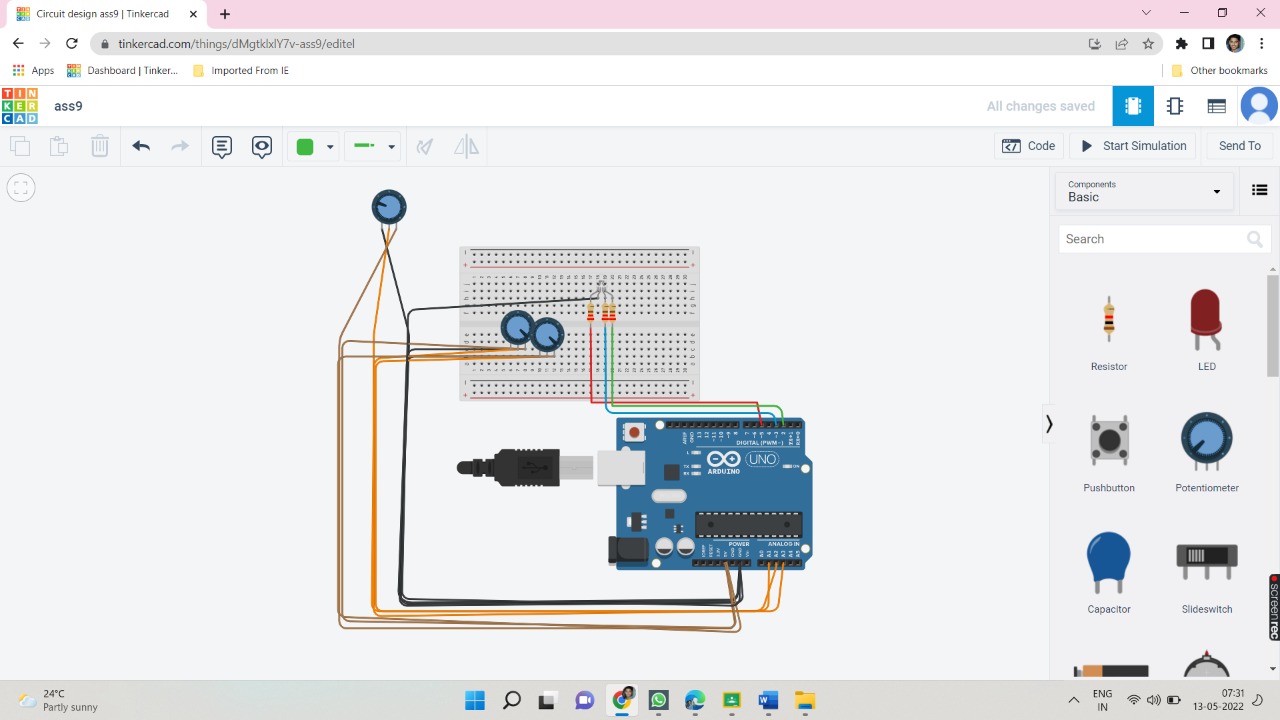 Circuit design ass9 | Tinkercad
tinkercad.com/things/dMgtklxlY7v-ass9/editel
Apps
Dashboard | Tinker...
Imported From IE
Other bookmarks
TIN
KER
CAD
ass9
All changes saved
Code
Start Simulation
Send To
Components
Basic
Search
Resistor
LED
Pushbutton
Potentiometer
Capacitor
Slideswitch
DIGITAL (PWM~)
UNO
ARDUINO
POWER
ANALOG IN
screenrec
24°C
Partly sunny
ENG
IN
07:31
13-05-2022